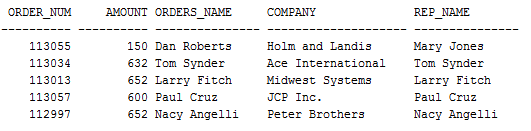 ORDER_NUM AMOUNT ORDERS_NAME COMPANY REP_NAME
---------- ---------- --------------- -------------------- ---------------
113055 150 Dan Roberts Holm and Landis Mary Jones
113034 632 Tom Synder Ace International Tom Synder
113013 652 Larry Fitch Midwest Systems Larry Fitch
113057 600 Paul Cruz JCP Inc. Paul Cruz
112997 652 Nacy Angelli Peter Brothers Nacy Angelli